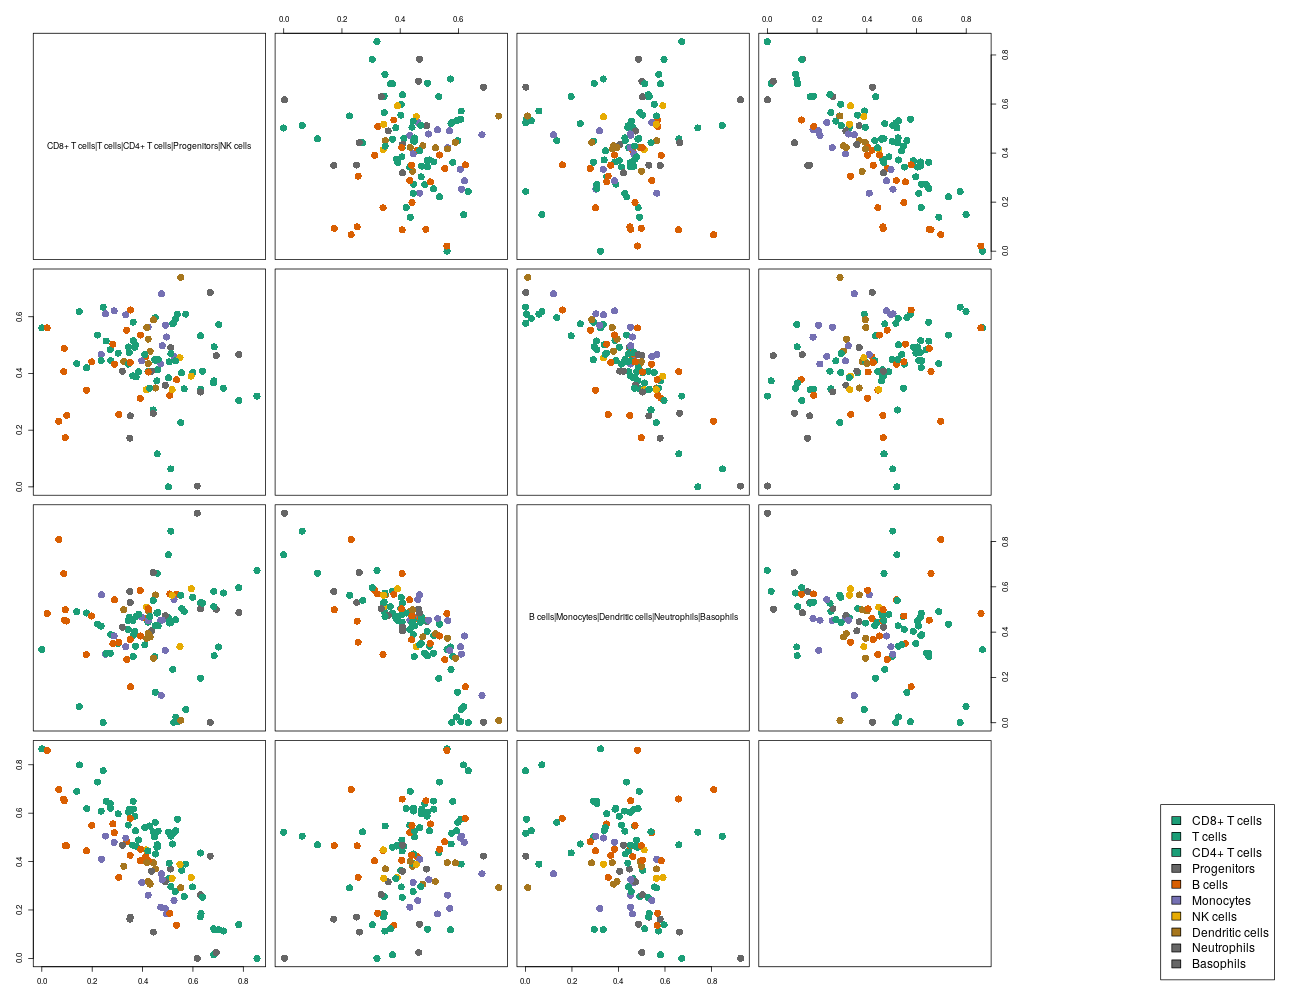 0.0 0.2 0.4 0.6
0.0 0.2 0.4 0.6 0.8
CD8+ T cells|T cells|CD4+ T cells|Progenitors|NK cells
0.0 0.2 0.4 0.6 0.8
0.0 0.2 0.4 0.6
B cells|Monocytes|Dendritic cells|Neutrophils|Basophils
0.0 0.2 0.4 0.6 0.8
0.0 0.2 0.4 0.6 0.8
0.0 0.2 0.4 0.6 0.8
0.0 0.2 0.4 0.6 0.8
CD8+ T cells
T cells
CD4+ T cells
Progenitors
B cells
Monocytes
NK cells
Dendritic cells
Neutrophils
Basophils